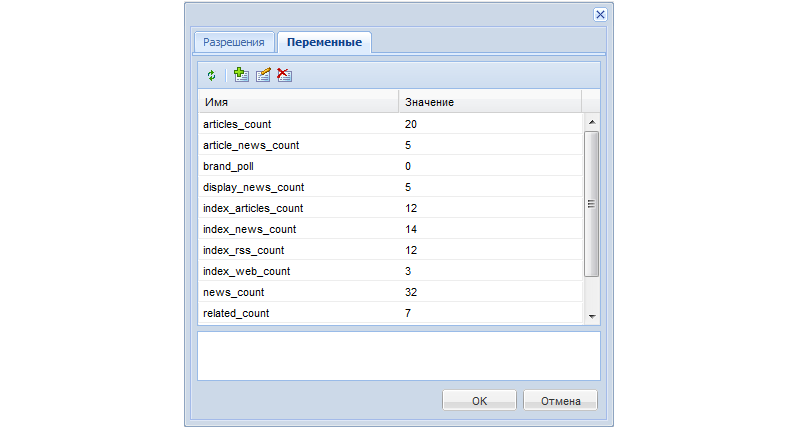 Разрешения Переменные
Имя Значение
articles_count 20
article_news_count 5
brand_poll 0
display_news_count 5
index_articles_count 12
index_news_count 14
index_rss_count 12
index_web_count 3
news_count 32
related_count 7
OK Отмена